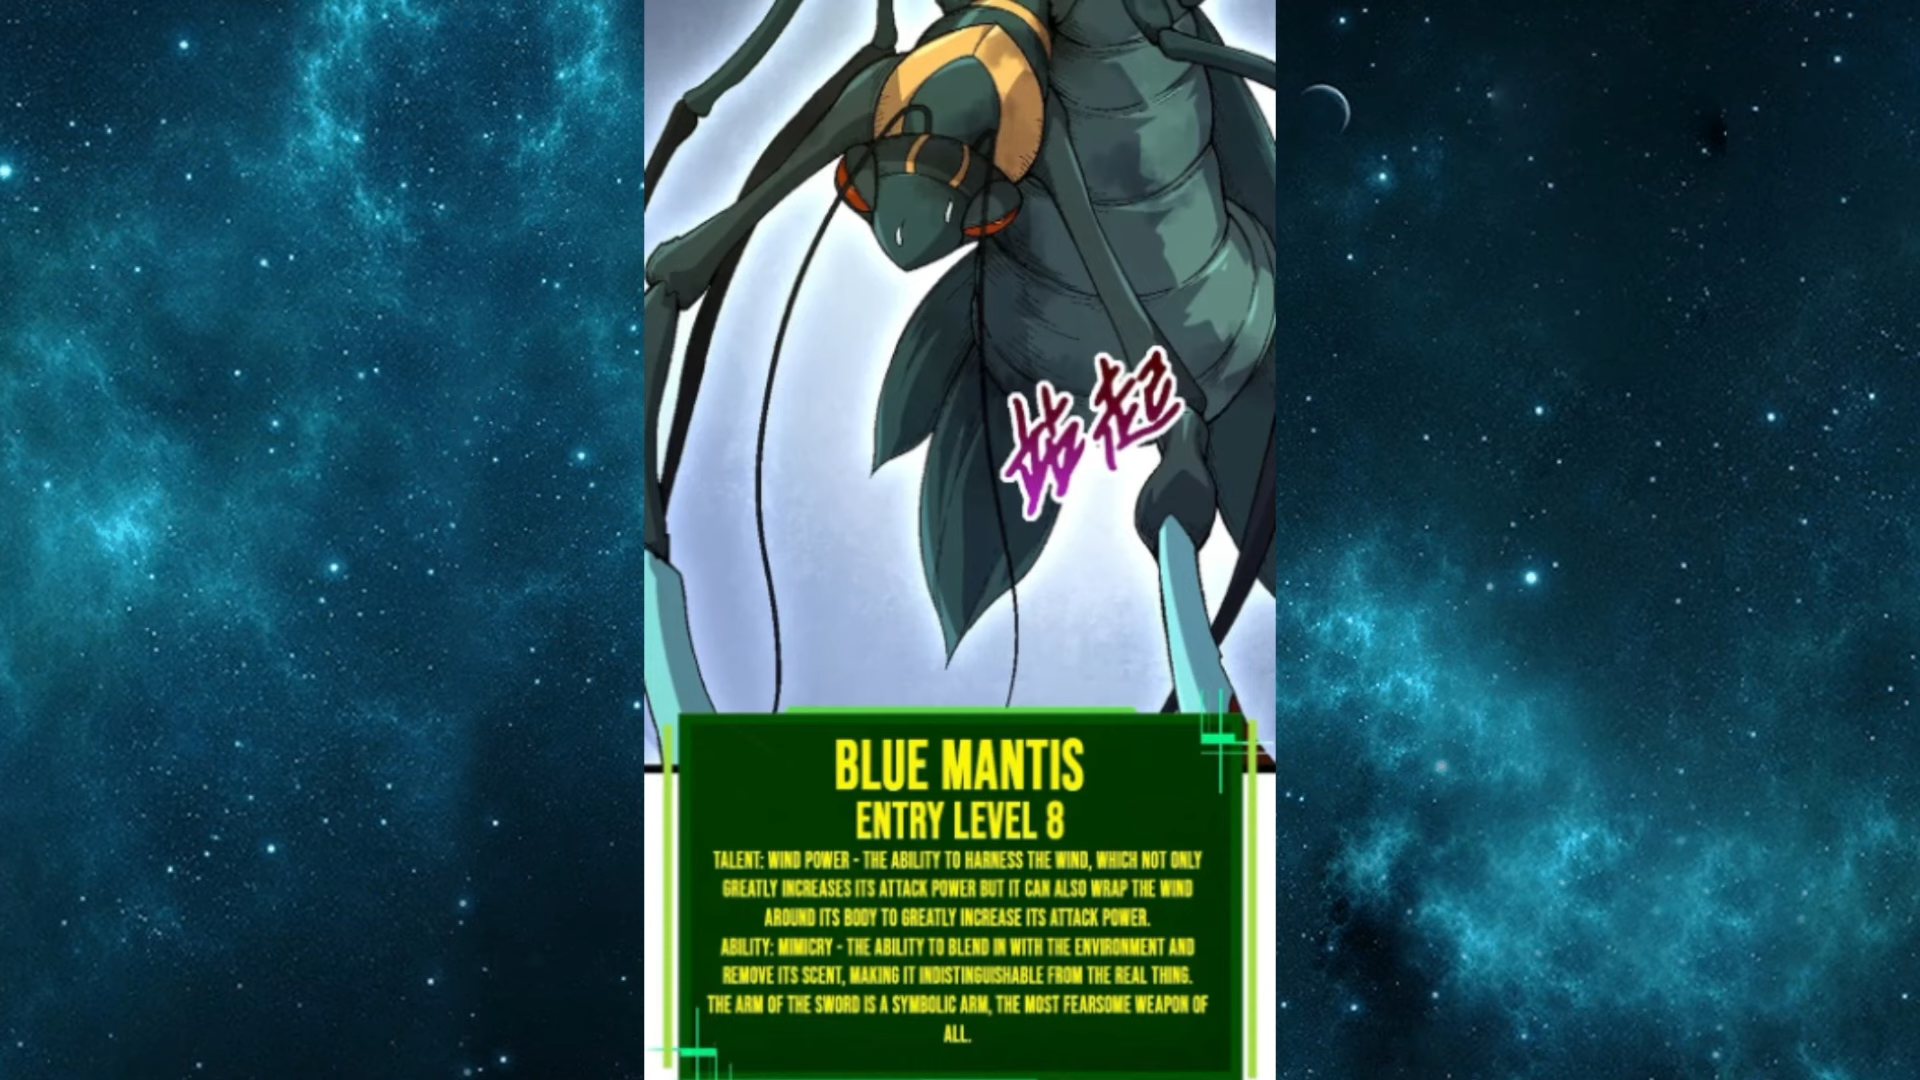 站起
BLUE MANTIS
ENTRY LEVEL 8
TALENT: WIND POWER - THE ABILITY TO HARNESS THE WIND, WHICH NOT ONLY
GREATLY INCREASES ITS ATTACK POWER BUT IT CAN ALSO WRAP THE WIND
AROUND ITS BODY TO GREATLY INCREASE ITS ATTACK POWER.
ABILITY: MIMICRY - THE ABILITY TO BLEND IN WITH THE ENVIRONMENT AND
REMOVE ITS SCENT, MAKING IT INDISTINGUISHABLE FROM THE REAL THING.
THE ARM OF THE SWORD IS A SYMBOLIC ARM, THE MOST FEARSOME WEAPON OF
ALL.